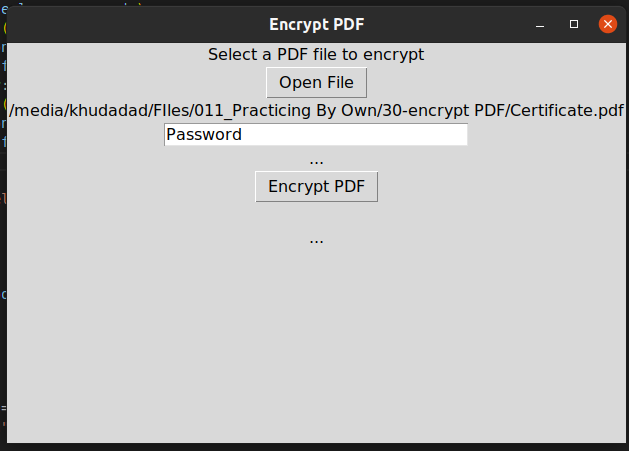 Encrypt PDF
Select a PDF file to encrypt
Open File
/media/khudadad/FIles/011_Practicing By Own/30-encrypt PDF/Certificate.pdf
Password
...
Encrypt PDF
...